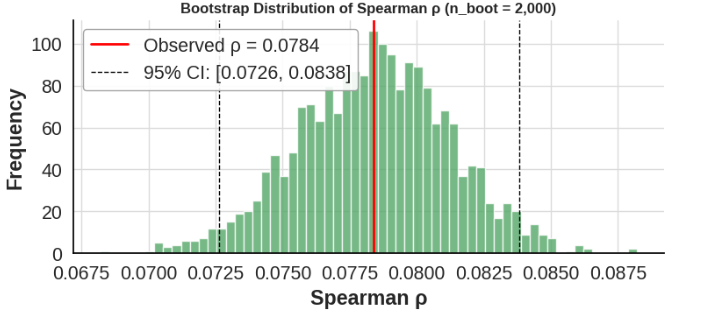 Bootstrap Distribution of Spearman ρ (n_boot = 2,000)
Observed ρ = 0.0784
95% CI: [0.0726, 0.0838]
Frequency
100
80
60
40
20
0
0.0675 0.0700 0.0725 0.0750 0.0775 0.0800 0.0825 0.0850 0.0875
Spearman ρ